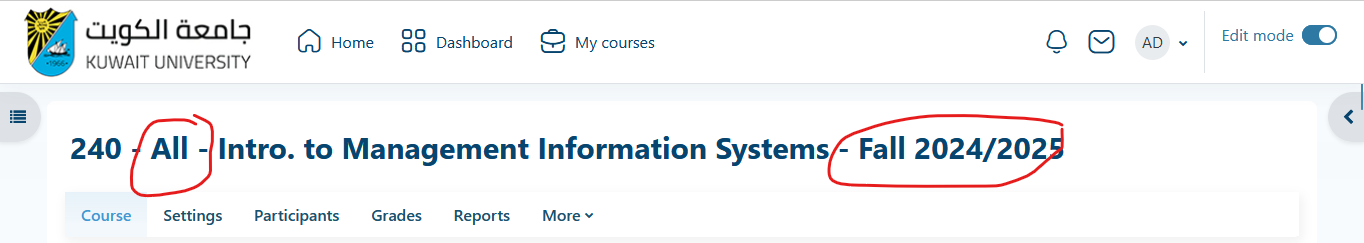 جامعة الكويت
KUWAIT UNIVERSITY
1966
Home
Dashboard
My courses
AD
Edit mode
240 - All - Intro. to Management Information Systems - Fall 2024/2025
Course
Settings
Participants
Grades
Reports
More